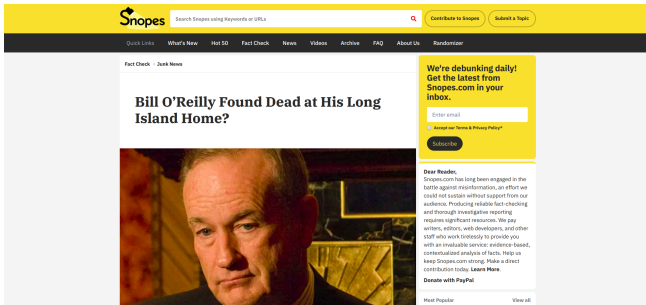 Snopes
Search Snopes using Keywords or URLs
Contribute to Snopes
Submit a Topic
Quick Links
What's New
Hot 50
Fact Check
News
Videos
Archive
FAQ
About Us
Randomizer
Fact Check
Junk News
Bill O'Reilly Found Dead at His Long
Island Home?
We're debunking daily!
Get the latest from
Snopes.com in your
inbox.
Enter email
Accept our Terms & Privacy Policy*
Subscribe
Dear Reader,
Snopes.com has long been engaged in the
battle against misinformation, an effort we
could not sustain without support from our
audience. Producing reliable fact-checking
and thorough investigative reporting
requires significant resources. We pay
writers, editors, web developers, and other
staff who work tirelessly to provide you
with an invaluable service: evidence-based,
contextualized analysis of facts. Help us
keep Snopes.com strong. Make a direct
contribution today. Learn More.
Donate with PayPal
Most Popular
View all